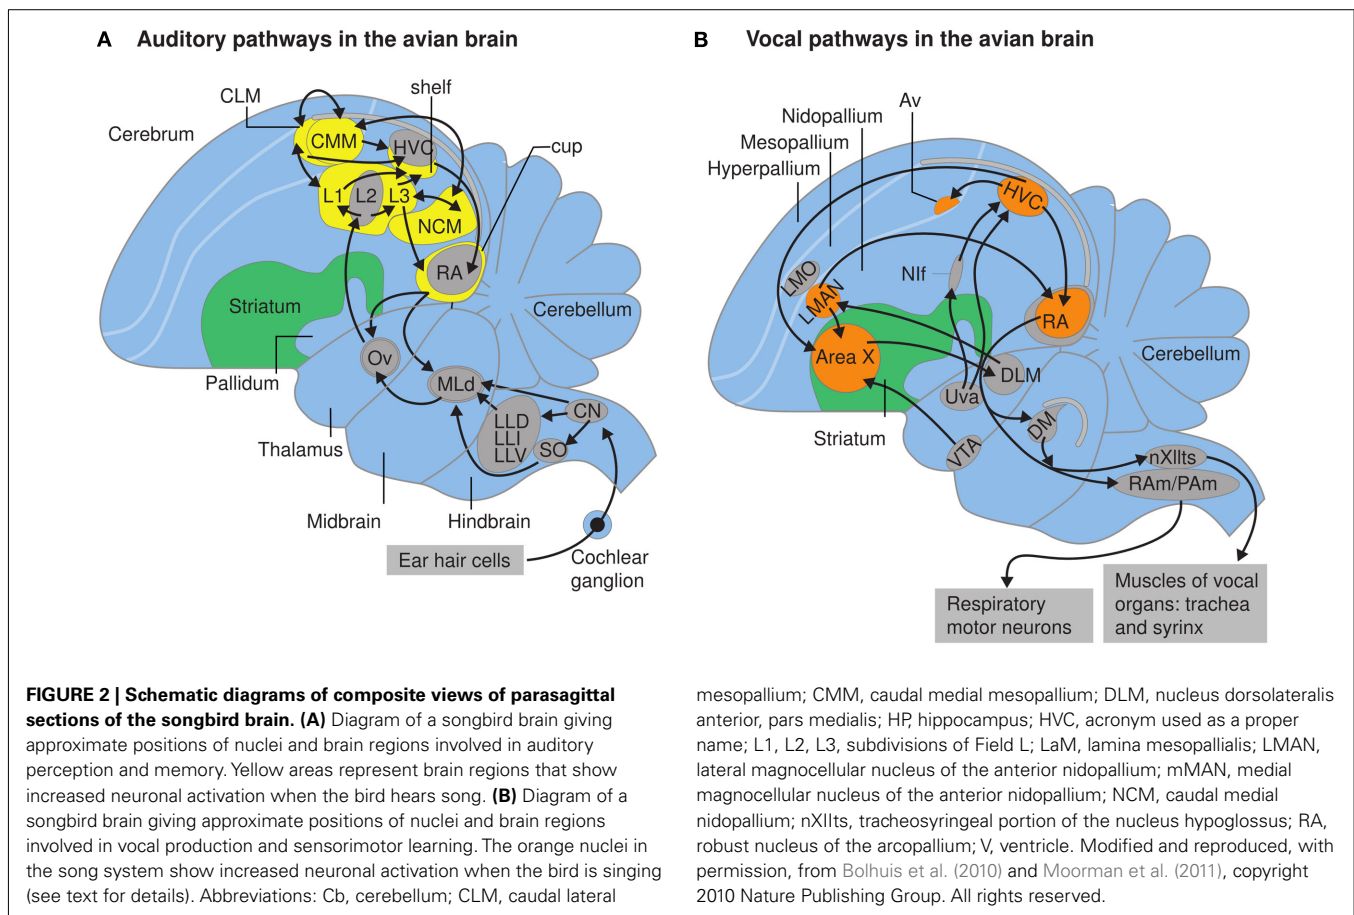 A Auditory pathways in the avian brain
CLM
shelf
Cerebrum
CMM
HVC
cup
L1
L2
L3
NCM
RA
Striatum
Cerebellum
Ov
Pallidum
MLd
CN
LLD
LLI
LLV
SO
Thalamus
Midbrain
Hindbrain
Ear hair cells
Cochlear
ganglion
B Vocal pathways in the avian brain
Av
Nidopallium
Mesopallium
Hyperpallium
HVC
NIf
LMO
LMAN
RA
Area X
Cerebellum
DLM
Uva
Striatum
DM
VTA
nXIIts
RAm/PAm
Respiratory
motor neurons
Muscles of vocal
organs: trachea
and syrinx
FIGURE 2 | Schematic diagrams of composite views of parasagittal
sections of the songbird brain. (A) Diagram of a songbird brain giving
approximate positions of nuclei and brain regions involved in auditory
perception and memory. Yellow areas represent brain regions that show
increased neuronal activation when the bird hears song. (B) Diagram of a
songbird brain giving approximate positions of nuclei and brain regions
involved in vocal production and sensorimotor learning. The orange nuclei in
the song system show increased neuronal activation when the bird is singing
(see text for details). Abbreviations: Cb, cerebellum; CLM, caudal lateral
mesopallium; CMM, caudal medial mesopallium; DLM, nucleus dorsolateralis
anterior, pars medialis; HP, hippocampus; HVC, acronym used as a proper
name; L1, L2, L3, subdivisions of Field L; LaM, lamina mesopallialis; LMAN,
lateral magnocellular nucleus of the anterior nidopallium; mMAN, medial
magnocellular nucleus of the anterior nidopallium; NCM, caudal medial
nidopallium; nXIIts, tracheosyringeal portion of the nucleus hypoglossus; RA,
robust nucleus of the arcopallium; V, ventricle. Modified and reproduced, with
permission, from Bolhuis et al. (2010) and Moorman et al. (2011), copyright
2010 Nature Publishing Group. All rights reserved.